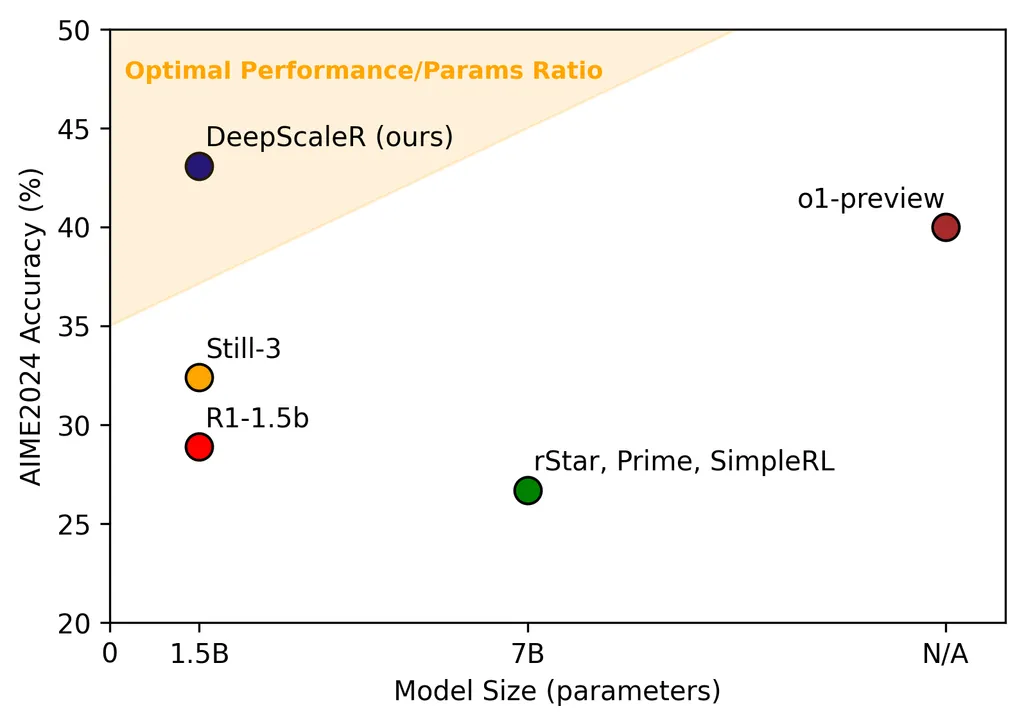 50
Optimal Performance/Params Ratio
45
DeepScaleR (ours)
o1-preview
40
35
Still-3
R1-1.5b
30
rStar, Prime, SimpleRL
25
20
0 1.5B 7B N/A
Model Size (parameters)
AIME2024 Accuracy (%)